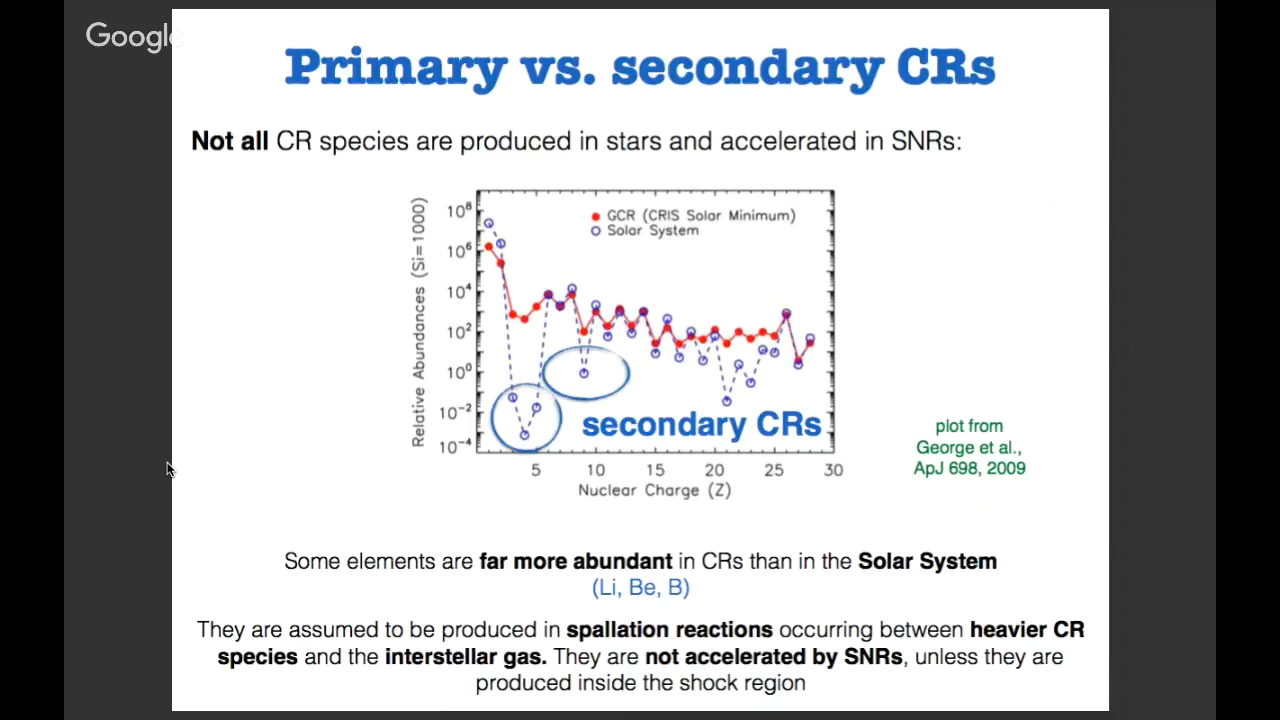 Google
Primary vs. secondary CRs
Not all CR species are produced in stars and accelerated in SNRs:
GCR (CRIS Solar Minimum)
Solar System
Relative Abundances (Si=1000)
10⁸
10⁶
10⁴
10²
10⁰
10⁻²
10⁻⁴
secondary CRs
5 10 15 20 25 30
Nuclear Charge (Z)
plot from
George et al.,
ApJ 698, 2009
Some elements are far more abundant in CRs than in the Solar System
(Li, Be, B)
They are assumed to be produced in spallation reactions occurring between heavier CR
species and the interstellar gas. They are not accelerated by SNRs, unless they are
produced inside the shock region